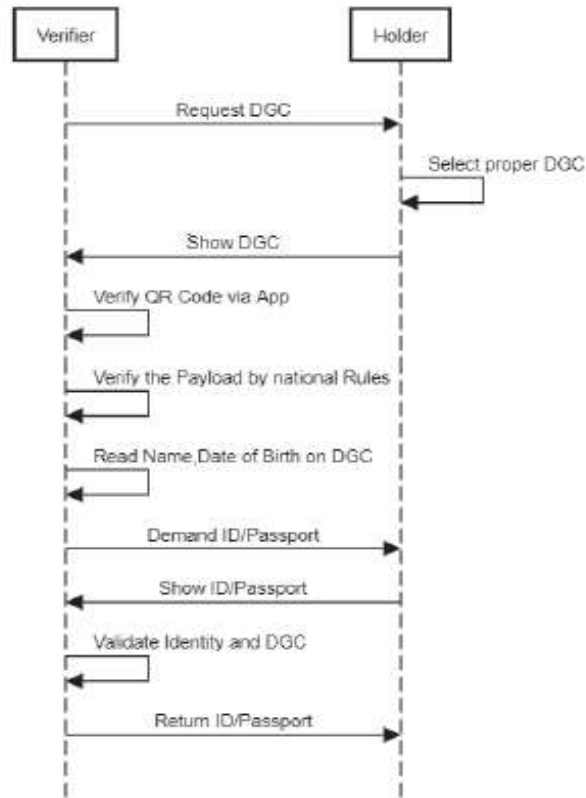 Verifier
Holder
Request DGC
Select proper DGC
Show DGC
Verify QR Code via App
Verify the Payload by national Rules
Read Name,Date of Birth on DGC
Demand ID/Passport
Show ID/Passport
Validate Identity and DGC
Return ID/Passport